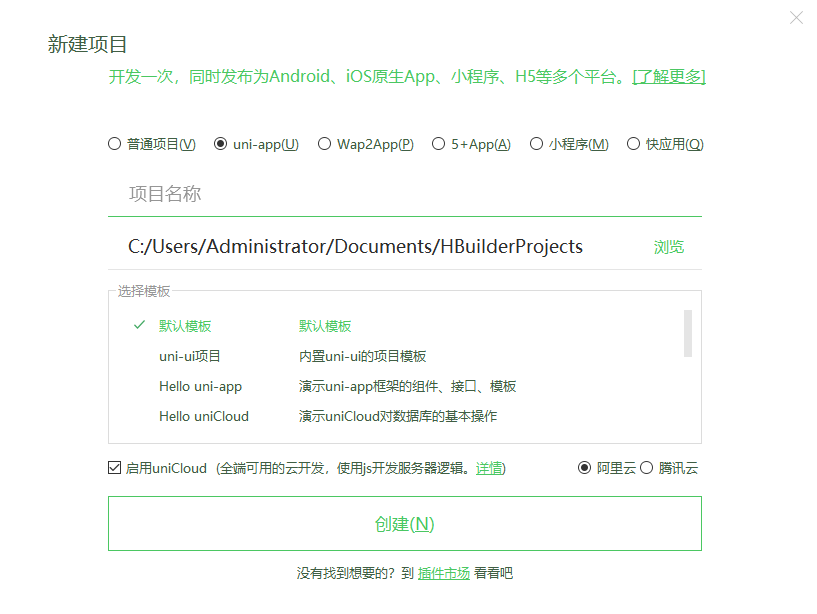 新建项目
开发一次，同时发布为Android、iOS原生App、小程序、H5等多个平台。[了解更多]
普通项目(V) uni-app(U) Wap2App(P) 5+App(A) 小程序(M) 快应用(Q)
项目名称
C:/Users/Administrator/Documents/HBuilderProjects 浏览
选择模板
默认模板 默认模板
uni-ui项目 内置uni-ui的项目模板
Hello uni-app 演示uni-app框架的组件、接口、模板
Hello uniCloud 演示uniCloud对数据库的基本操作
启用uniCloud（全端可用的云开发，使用js开发服务器逻辑。详情) 阿里云 腾讯云
创建(N)
没有找到想要的？到 插件市场 看看吧